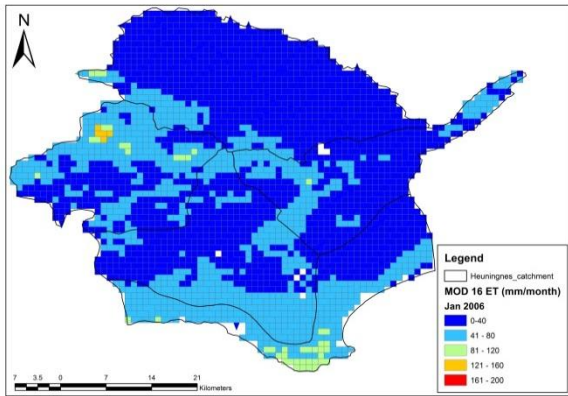 N
Legend
Heuningnes_catchment
MOD 16 ET (mm/month)
Jan 2006
0-40
41 - 80
81 - 120
121 - 160
161 - 200
7 3.5 0 7 14 21
Kilometers